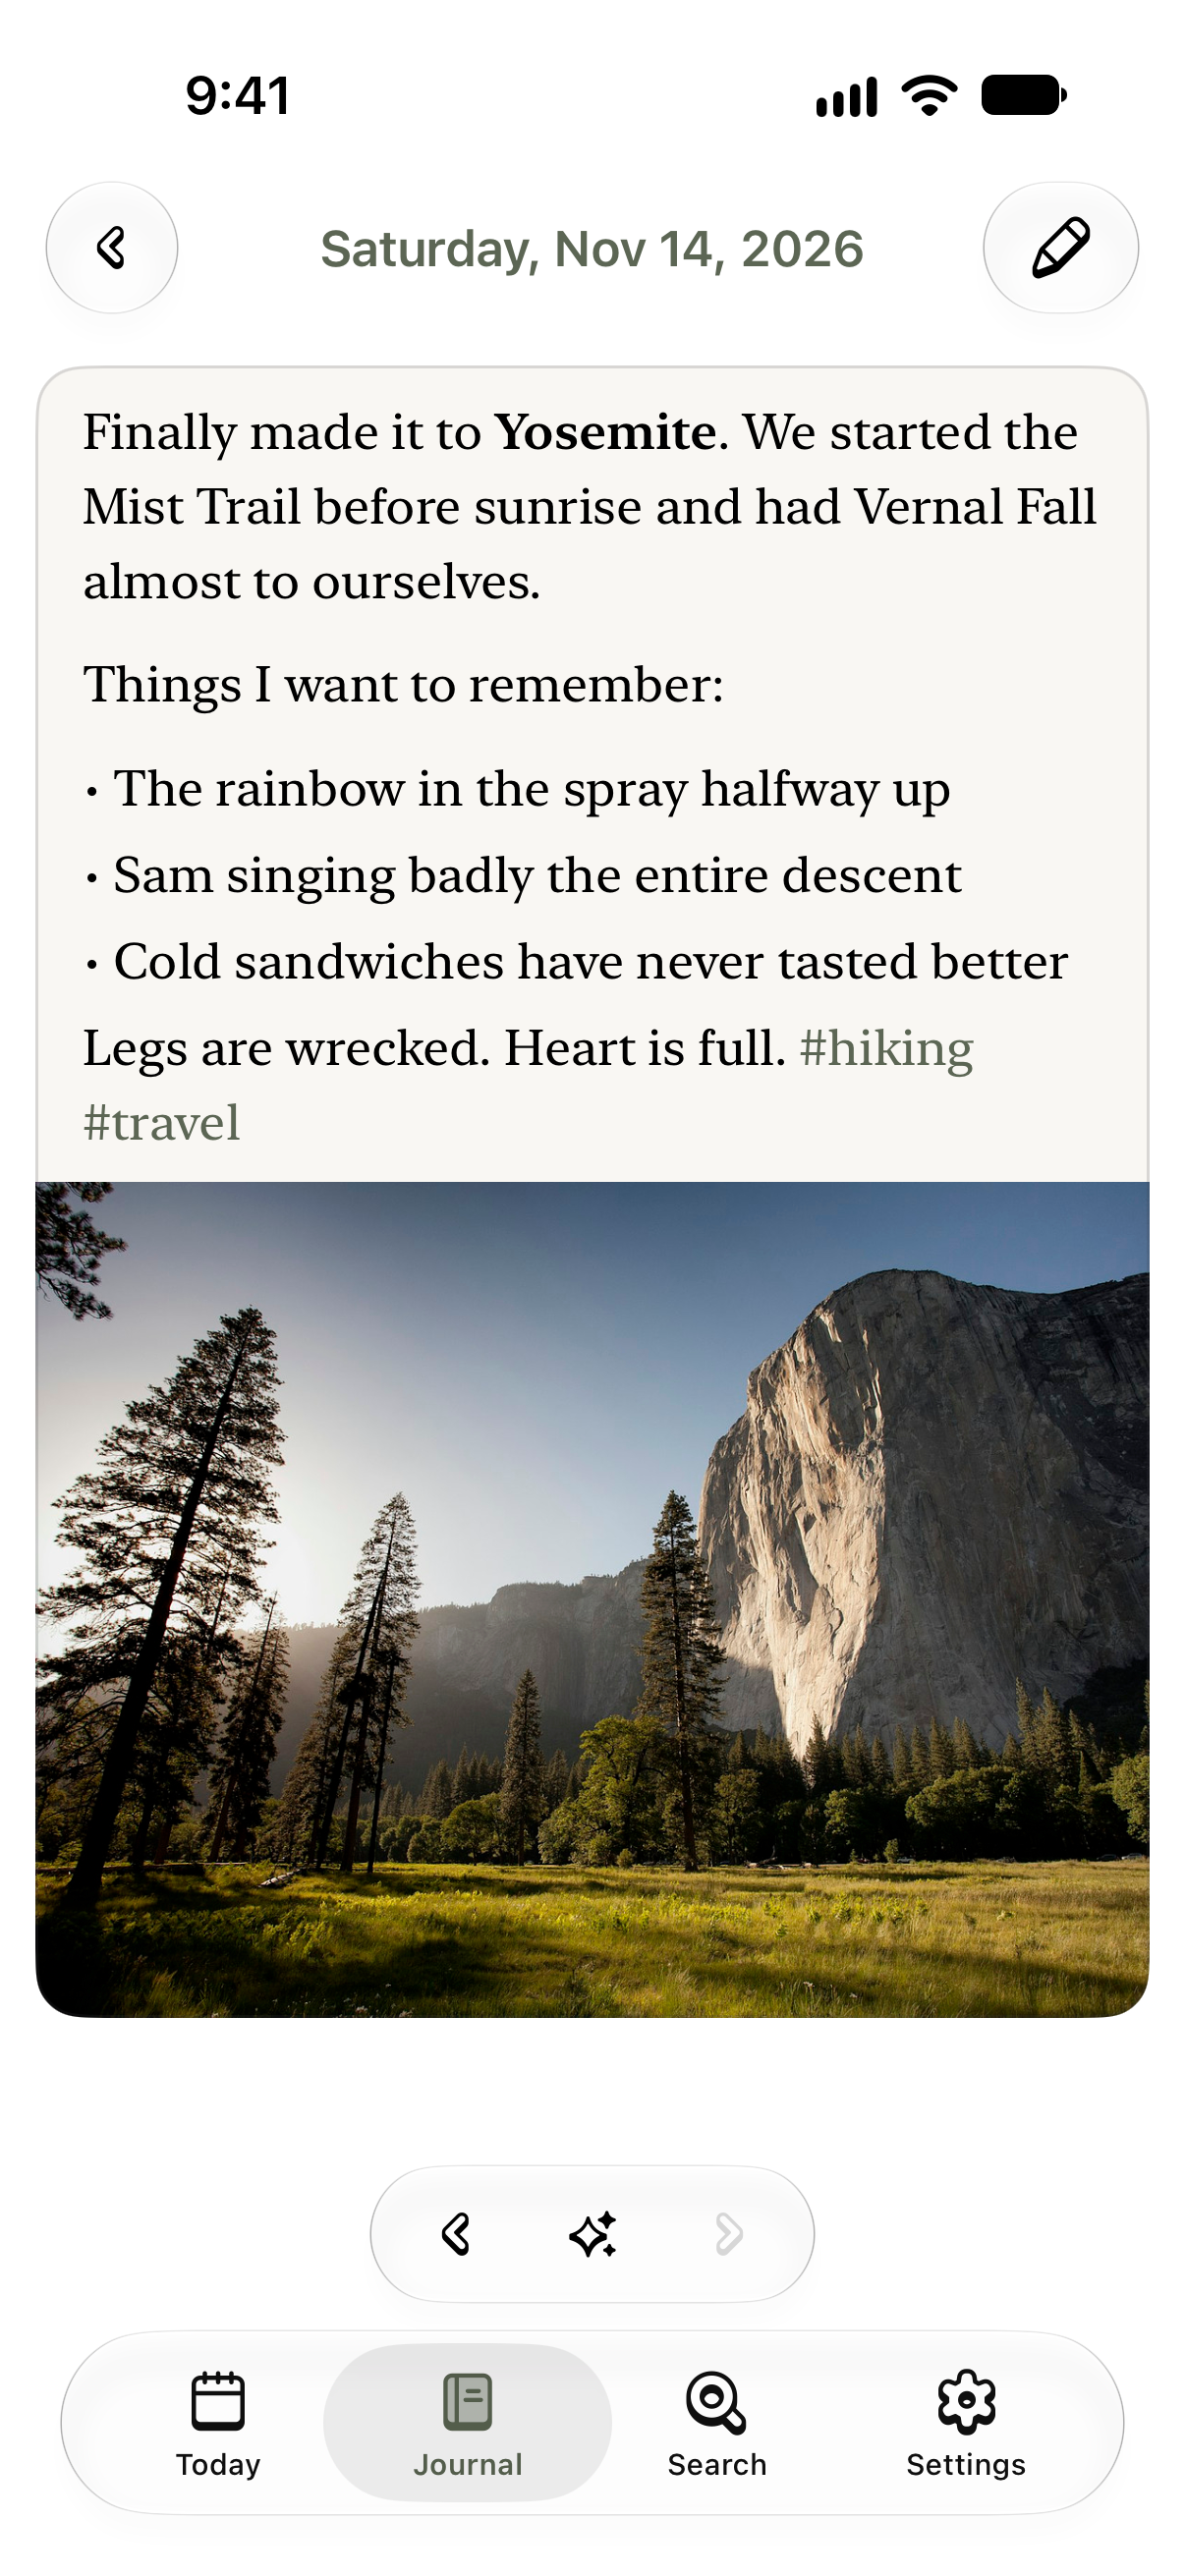 9:41
Saturday, Nov 14, 2026
Finally made it to Yosemite. We started the
Mist Trail before sunrise and had Vernal Fall
almost to ourselves.
Things I want to remember:
• The rainbow in the spray halfway up
• Sam singing badly the entire descent
• Cold sandwiches have never tasted better
Legs are wrecked. Heart is full. #hiking
#travel
Today
Journal
Search
Settings